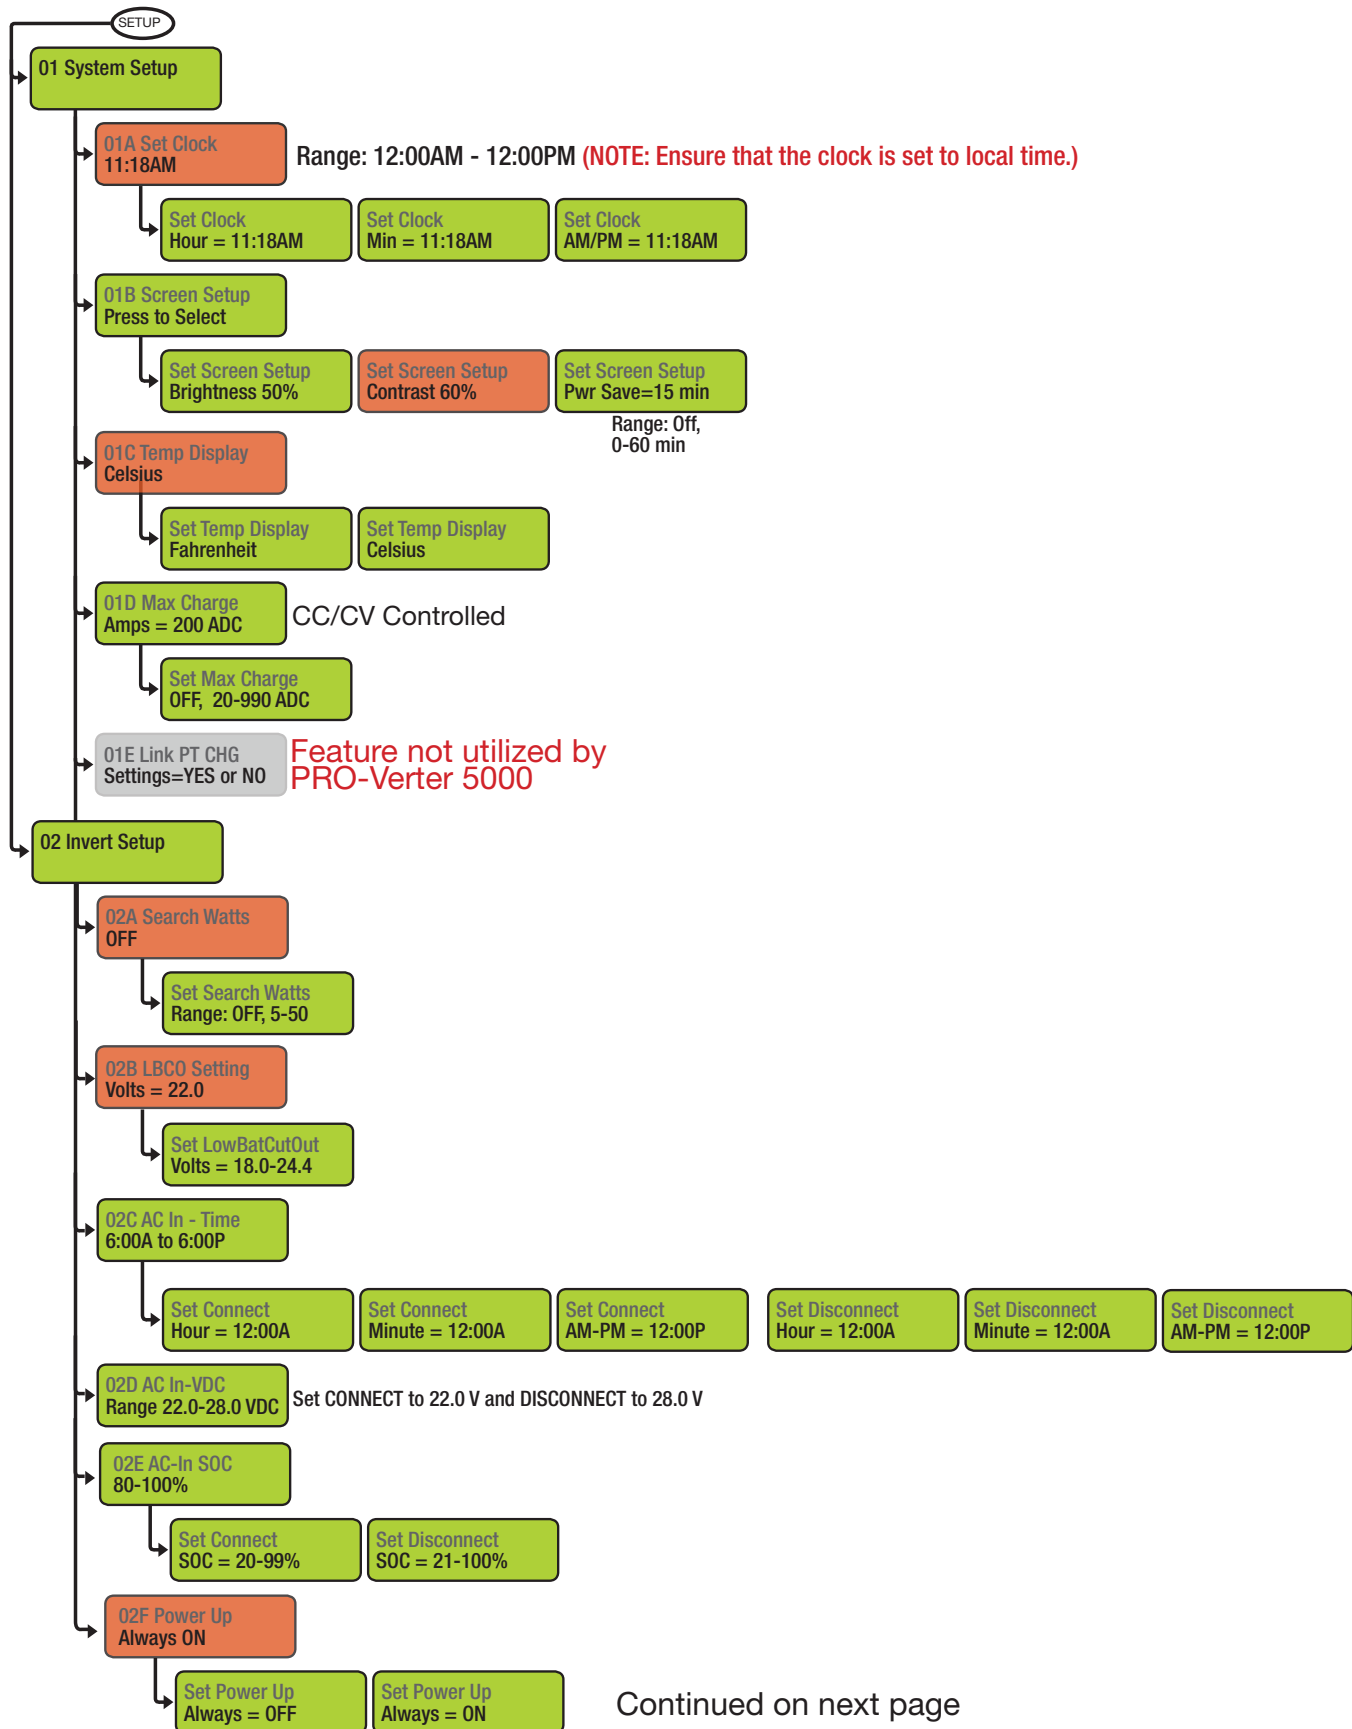 SETUP
01 System Setup
01A Set Clock
11:18AM
Range: 12:00AM - 12:00PM (NOTE: Ensure that the clock is set to local time.)
Set Clock
Hour = 11:18AM
Set Clock
Min = 11:18AM
Set Clock
AM/PM = 11:18AM
01B Screen Setup
Press to Select
Set Screen Setup
Brightness 50%
Set Screen Setup
Contrast 60%
Set Screen Setup
Pwr Save=15 min
Range: Off,
0-60 min
01C Temp Display
Celsius
Set Temp Display
Fahrenheit
Set Temp Display
Celsius
01D Max Charge
Amps = 200 ADC
CC/CV Controlled
Set Max Charge
OFF, 20-990 ADC
01E Link PT CHG
Settings=YES or NO
Feature not utilized by
PRO-Verter 5000
02 Invert Setup
02A Search Watts
OFF
Set Search Watts
Range: OFF, 5-50
02B LBCO Setting
Volts = 22.0
Set LowBatCutOut
Volts = 18.0-24.4
02C AC In - Time
6:00A to 6:00P
Set Connect
Hour = 12:00A
Set Connect
Minute = 12:00A
Set Connect
AM-PM = 12:00P
Set Disconnect
Hour = 12:00A
Set Disconnect
Minute = 12:00A
Set Disconnect
AM-PM = 12:00P
02D AC In-VDC
Range 22.0-28.0 VDC
Set CONNECT to 22.0 V and DISCONNECT to 28.0 V
02E AC-In SOC
80-100%
Set Connect
SOC = 20-99%
Set Disconnect
SOC = 21-100%
02F Power Up
Always ON
Set Power Up
Always = OFF
Set Power Up
Always = ON
Continued on next page